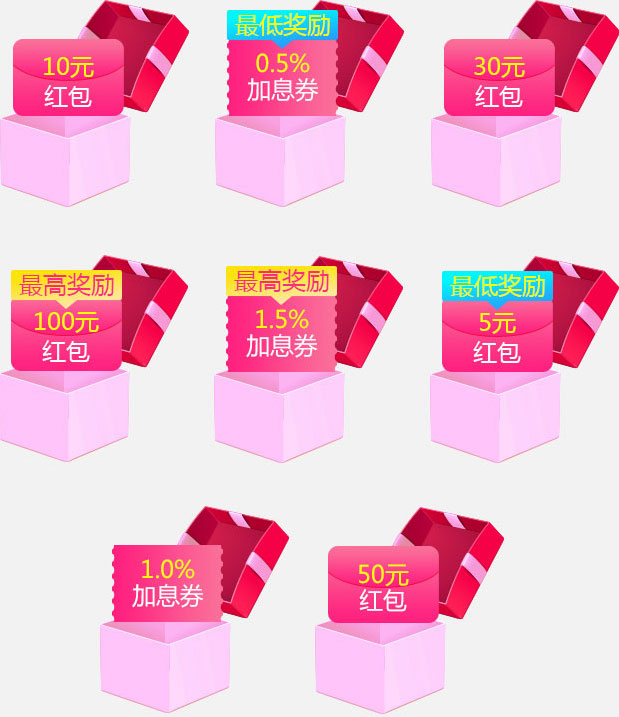 10元
红包
最低奖励
0.5%
加息券
30元
红包
最高奖励
100元
红包
最高奖励
1.5%
加息券
最低奖励
5元
红包
1.0%
加息券
50元
红包